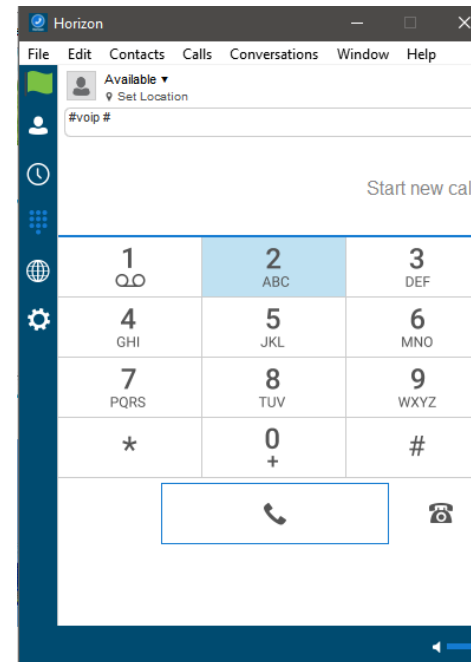 Horizon
File Edit Contacts Calls Conversations Window Help
Available
Set Location
#voip #
Start new cal
1 2 3
ABC DEF
4 5 6
GHI JKL MNO
7 8 9
PQRS TUV WXYZ
* 0 #
+